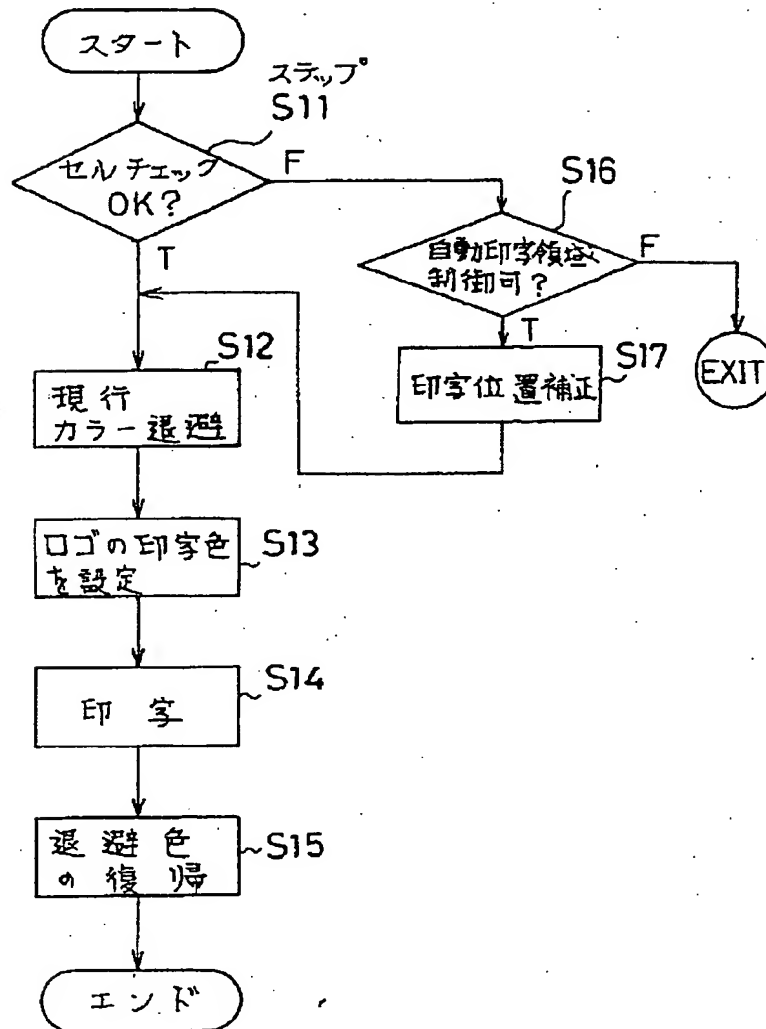 スタート
ステップ
S11
セルチェック
OK?
F
T
S16
自動印字領域
制御可?
F
T
EXIT
S17
印字位置補正
S12
現行
カラー退避
S13
ロゴの印字色
を設定
S14
印字
S15
退避色
の復帰
エンド